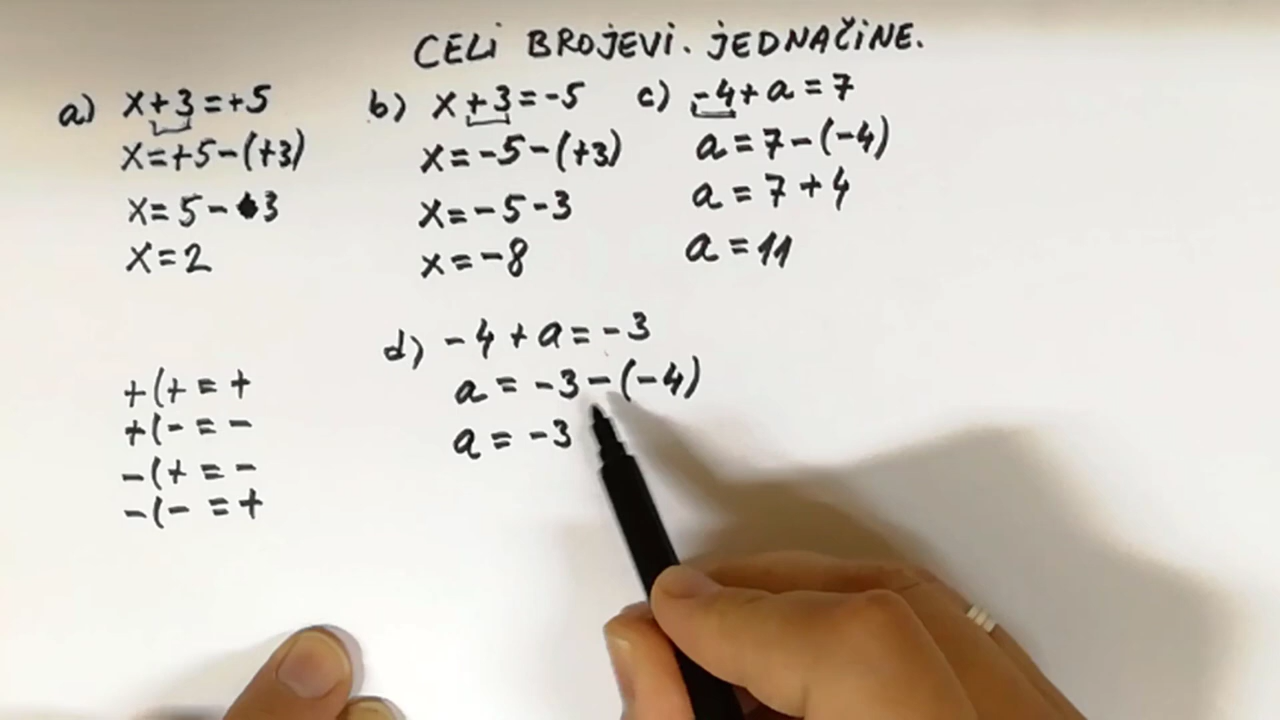 CELI BROJEVI. JEDNAČINE.
a) x+3=+5
x=+5-(+3)
x=5-3
x=2
b) x+3=-5
x=-5-(+3)
x=-5-3
x=-8
c) -4+a=7
a=7-(-4)
a=7+4
a=11
d) -4+a=-3
a=-3-(-4)
a=-3
+(+=+
+(-=-
-(+=-
-(-=+